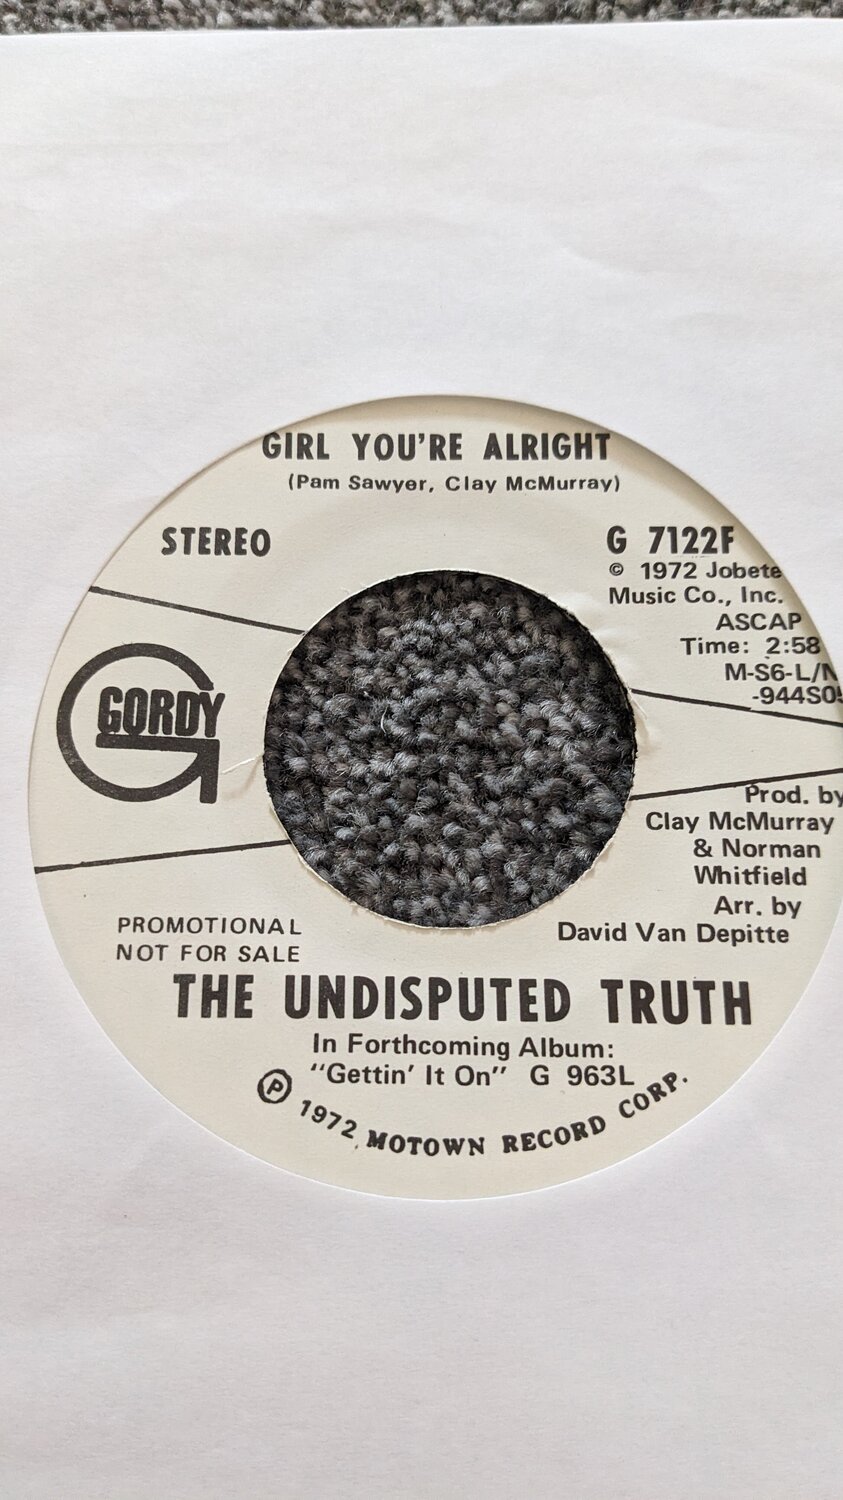 GIRL YOU'RE ALRIGHT
(Pam Sawyer, Clay McMurray)
STEREO
G 7122F
© 1972 Jobete
Music Co., Inc.
ASCAP
Time: 2:58
M-S6-L/N
-944S05
GORDY
Prod. by
Clay McMurray
& Norman
Whitfield
Arr. by
David Van Depitte
PROMOTIONAL
NOT FOR SALE
THE UNDISPUTED TRUTH
In Forthcoming Album:
"Gettin' It On" G 963L
℗ 1972 MOTOWN RECORD CORP.